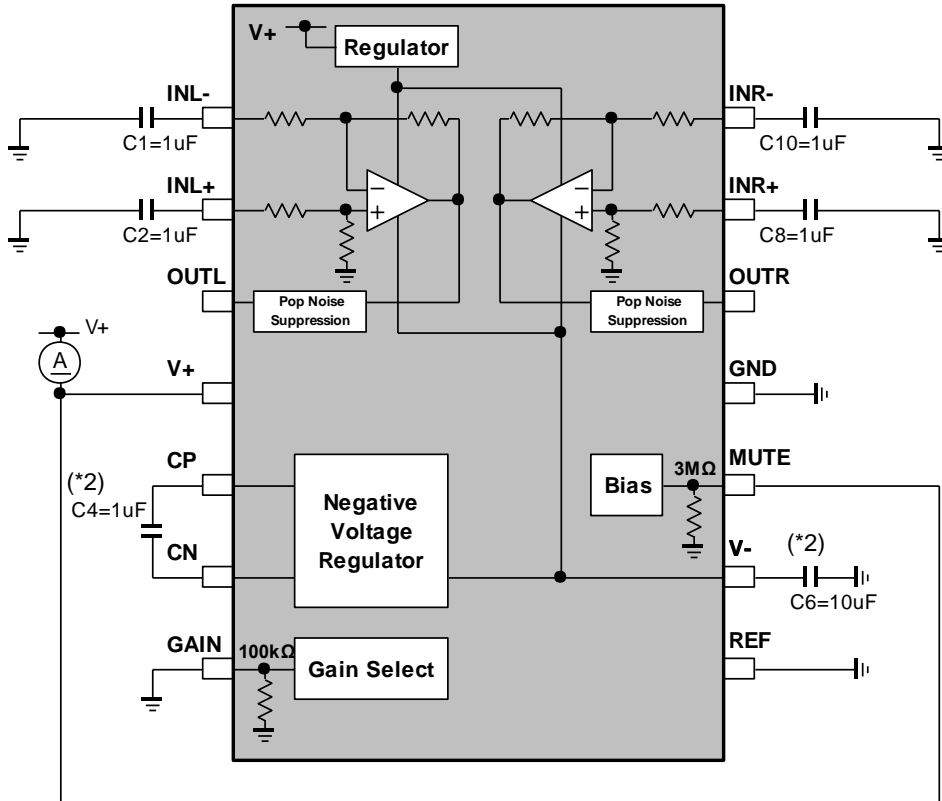 V+
Regulator
INL-
INR-
C1=1uF
C10=1uF
INL+
INR+
−
−
+
+
C2=1uF
C8=1uF
OUTL
OUTR
Pop Noise
Suppression
Pop Noise
Suppression
V+
A
V+
GND
CP
MUTE
(*2)
C4=1uF
Negative
Voltage
Regulator
Bias
3MΩ
CN
V-
(*2)
C6=10uF
GAIN
REF
100kΩ
Gain Select